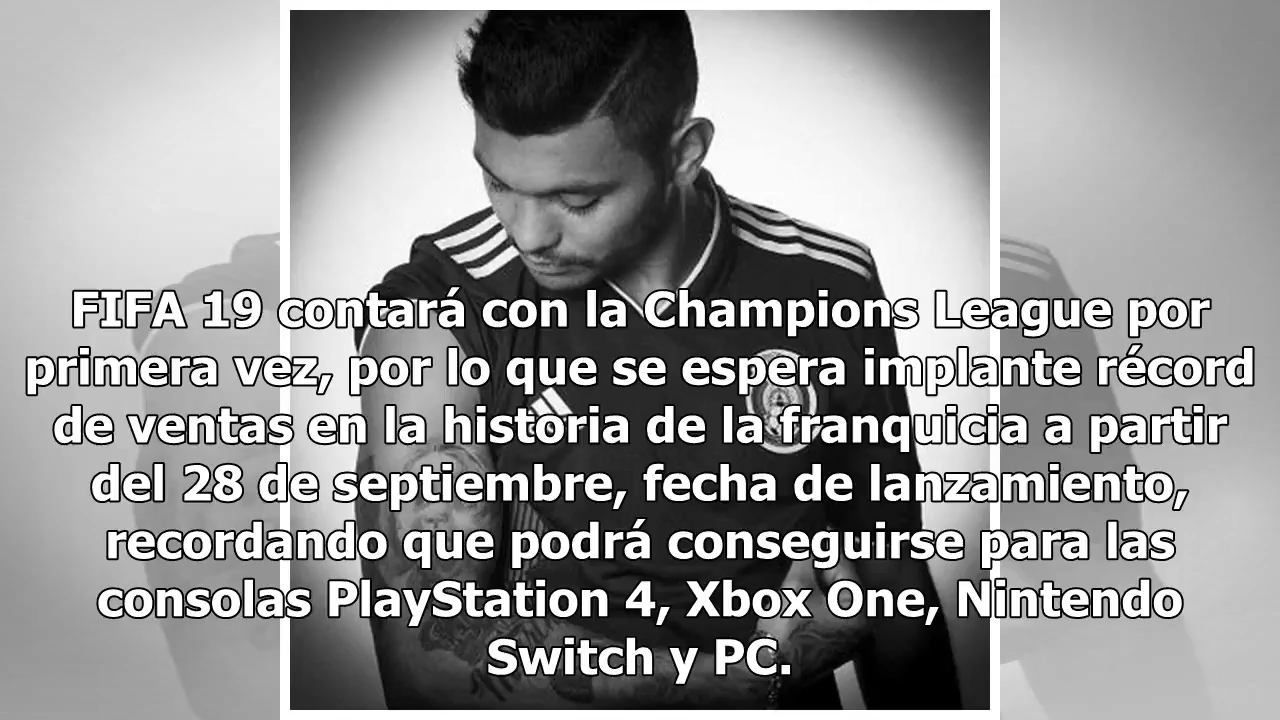 FIFA 19 contará con la Champions League por
primera vez, por lo que se espera implante récord
de ventas en la historia de la franquicia a partir
del 28 de septiembre, fecha de lanzamiento,
recordando que podrá conseguirse para las
consolas PlayStation 4, Xbox One, Nintendo
Switch y PC.